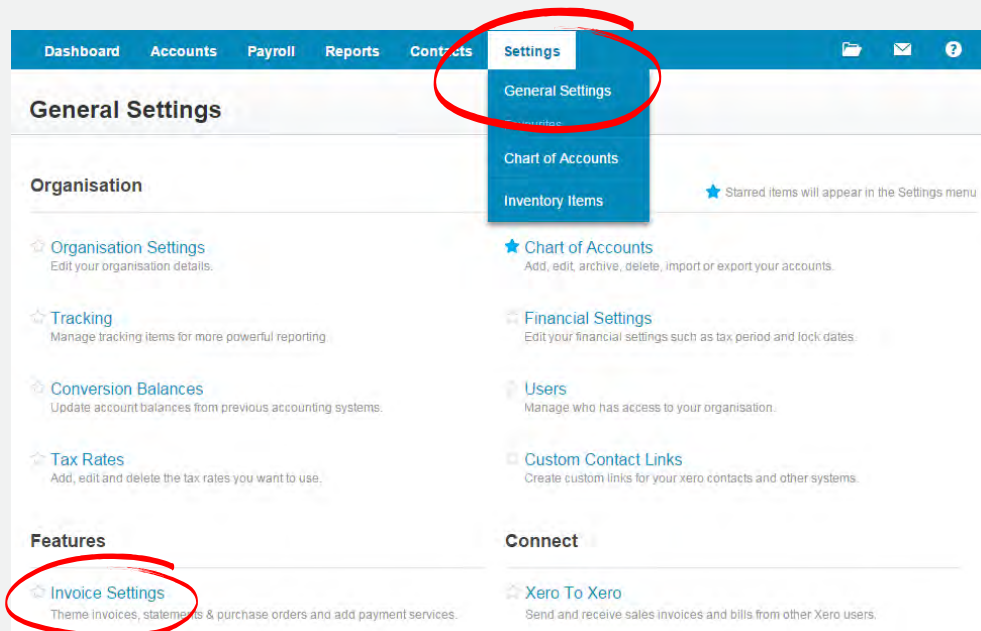 Dashboard Accounts Payroll Reports Contacts Settings
General Settings
General Settings
Favourites
Chart of Accounts
Inventory Items
Organisation
Starred items will appear in the Settings menu
Organisation Settings
Edit your organisation details.
Chart of Accounts
Add, edit, archive, delete, import or export your accounts.
Tracking
Manage tracking items for more powerful reporting
Financial Settings
Edit your financial settings such as tax period and lock dates.
Conversion Balances
Update account balances from previous accounting systems.
Users
Manage who has access to your organisation.
Tax Rates
Add, edit and delete the tax rates you want to use.
Custom Contact Links
Create custom links for your xero contacts and other systems.
Features
Connect
Invoice Settings
Theme invoices, statements & purchase orders and add payment services.
Xero To Xero
Send and receive sales invoices and bills from other Xero users.